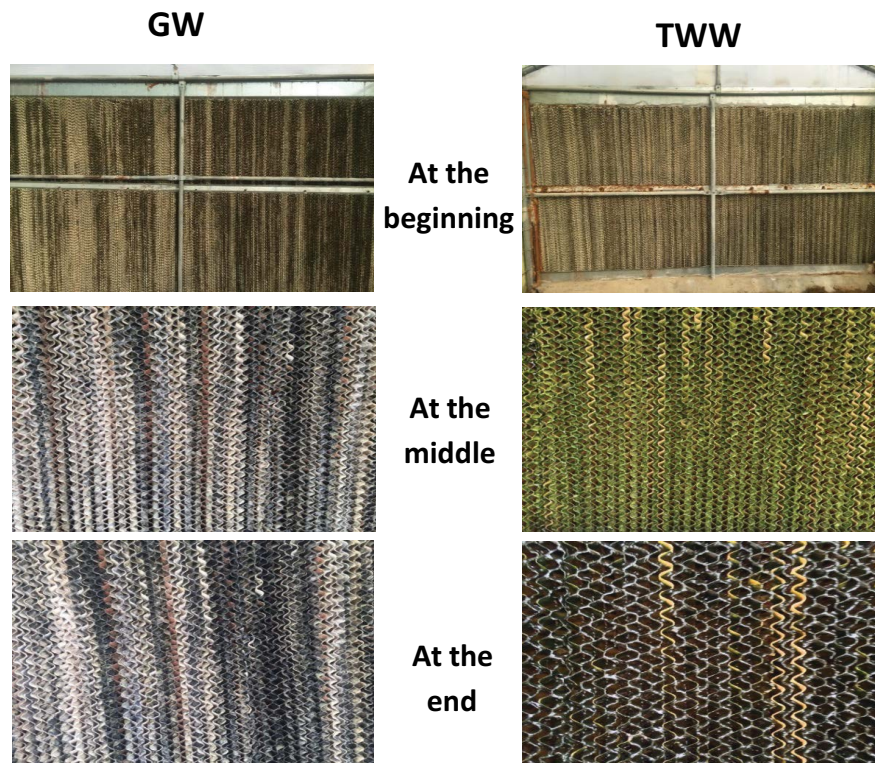 GW
TWW
At the
beginning
At the
middle
At the
end